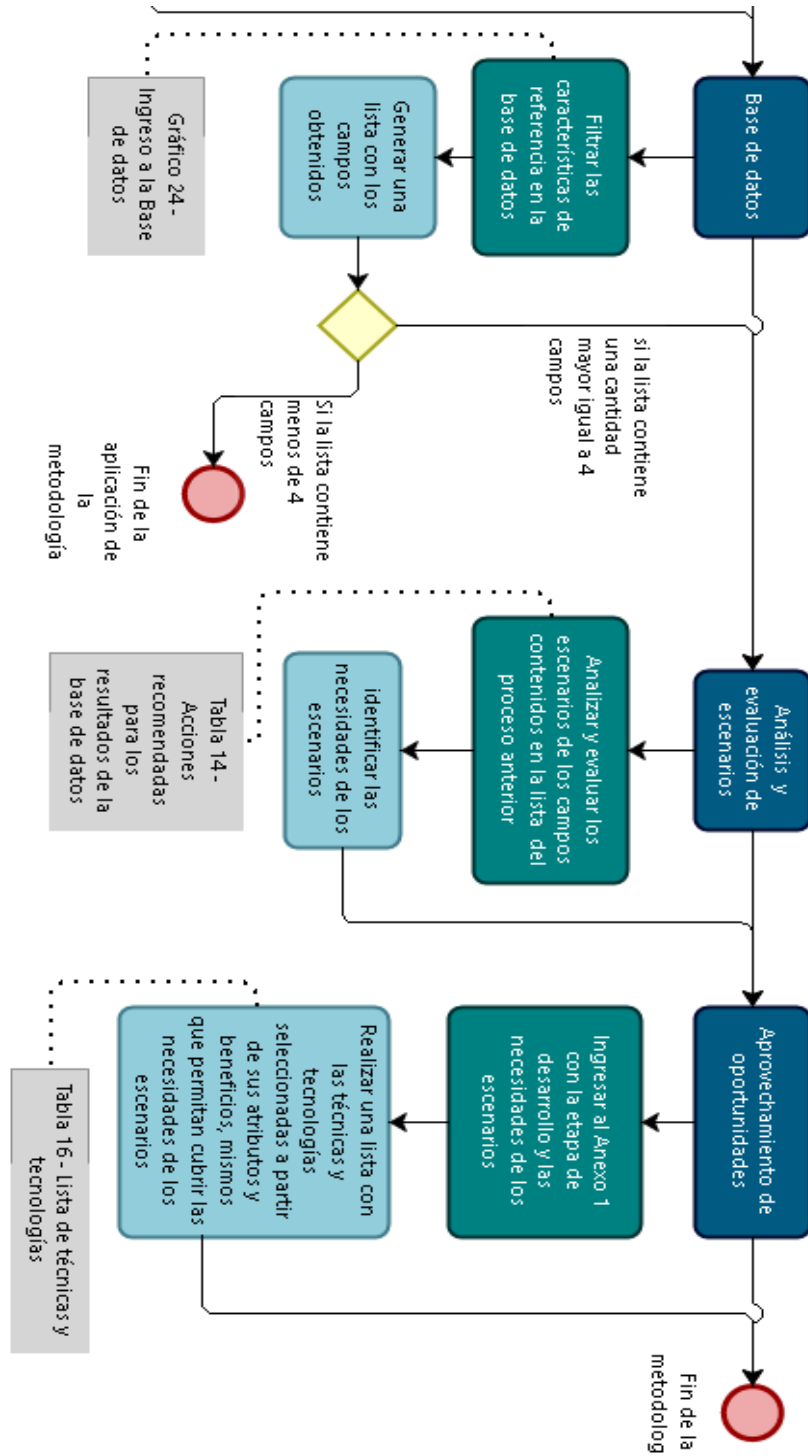 Base de datos
Filtrar las
características de
referencia en la
base de datos
Generar una
lista con los
campos
obtenidos
Gráfico 24 -
Ingreso a la Base
de datos
si la lista contiene
una cantidad
mayor igual a 4
campos
Si la lista contiene
menos de 4
campos
Fin de la
aplicación de
la
metodología
Análisis y
evaluación de
escenarios
Analizar y evaluar los
escenarios de los campos
contenidos en la lista del
proceso anterior
identificar las
necesidades de los
escenarios
Tabla 14 -
Acciones
recomendadas
para los
resultados de la
base de datos
Aprovechamiento de
oportunidades
Ingresar al Anexo 1
con la etapa de
desarrollo y las
necesidades de los
escenarios
Realizar una lista con
las técnicas y
tecnologías
seleccionadas a partir
de sus atributos y
beneficios, mismos
que permitan cubrir las
necesidades de los
escenarios
Tabla 16 - Lista de técnicas y
tecnologías
Fin de la
metodolog